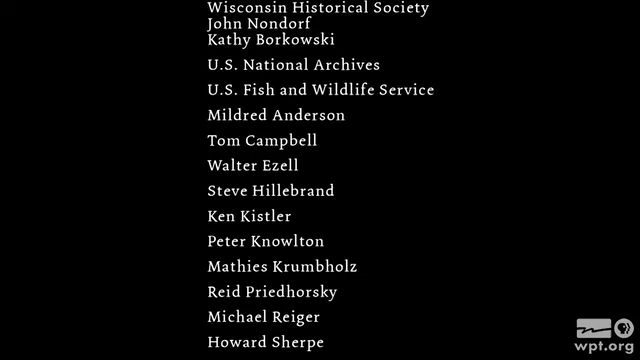 Wisconsin Historical Society
John Nondorf
Kathy Borkowski
U.S. National Archives
U.S. Fish and Wildlife Service
Mildred Anderson
Tom Campbell
Walter Ezell
Steve Hillebrand
Ken Kistler
Peter Knowlton
Mathies Krumbholz
Reid Priedhorsky
Michael Reiger
Howard Sherpe
wpt.org